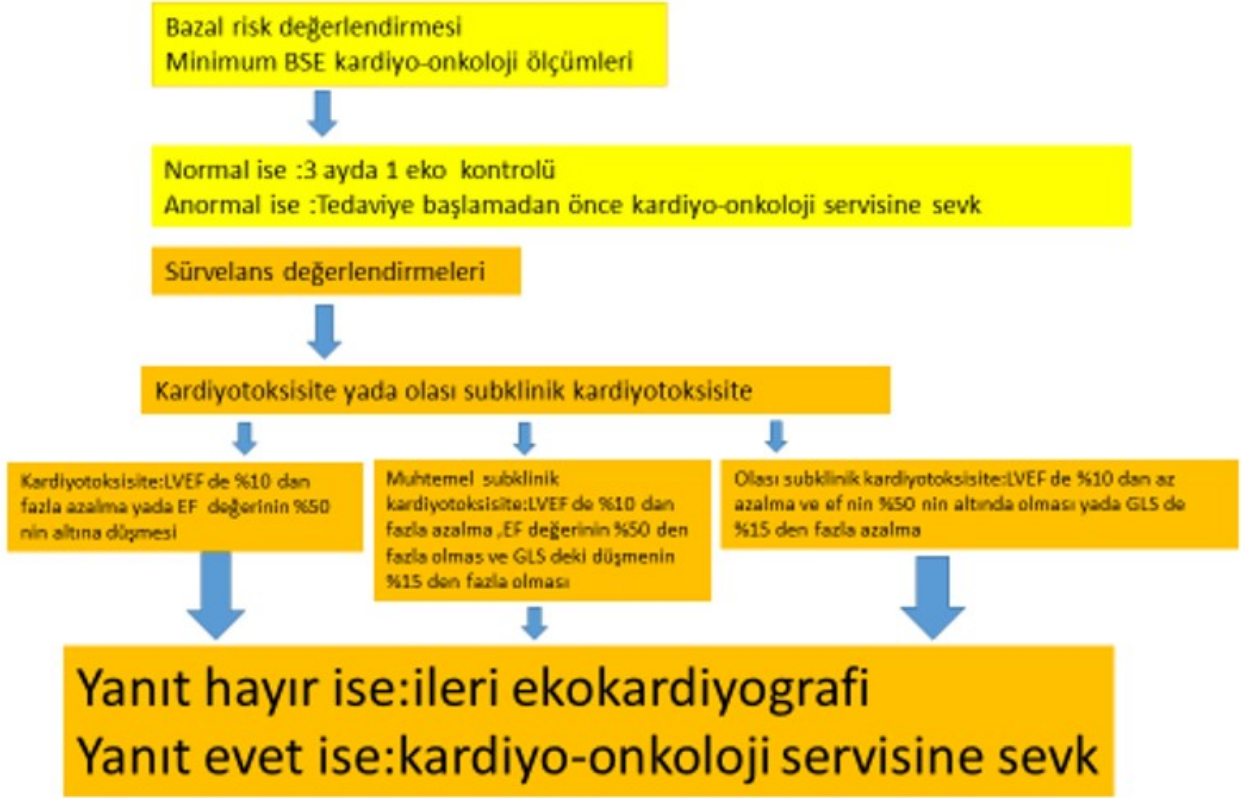 Bazal risk değerlendirmesi
Minimum BSE kardiyo-onkoloji ölçümleri
Normal ise :3 ayda 1 eko kontrolü
Anormal ise :Tedaviye başlamadan önce kardiyo-onkoloji servisine sevk
Sürvelans değerlendirmeleri
Kardiyotoksisite yada olası subklinik kardiyotoksisite
Kardiyotoksisite:LVEF de %10 dan
fazla azalma yada EF değerinin %50
nin altına düşmesi
Muhtemel subklinik
kardiyotoksisite:LVEF de %10 dan
fazla azalma ,EF değerinin %50 den
fazla olmas ve GLS deki düşmenin
%15 den fazla olması
Olası subklinik kardiyotoksisite:LVEF de %10 dan az
azalma ve ef nin %50 nin altında olması yada GLS de
%15 den fazla azalma
Yanıt hayır ise:ileri ekokardiyografi
Yanıt evet ise:kardiyo-onkoloji servisine sevk